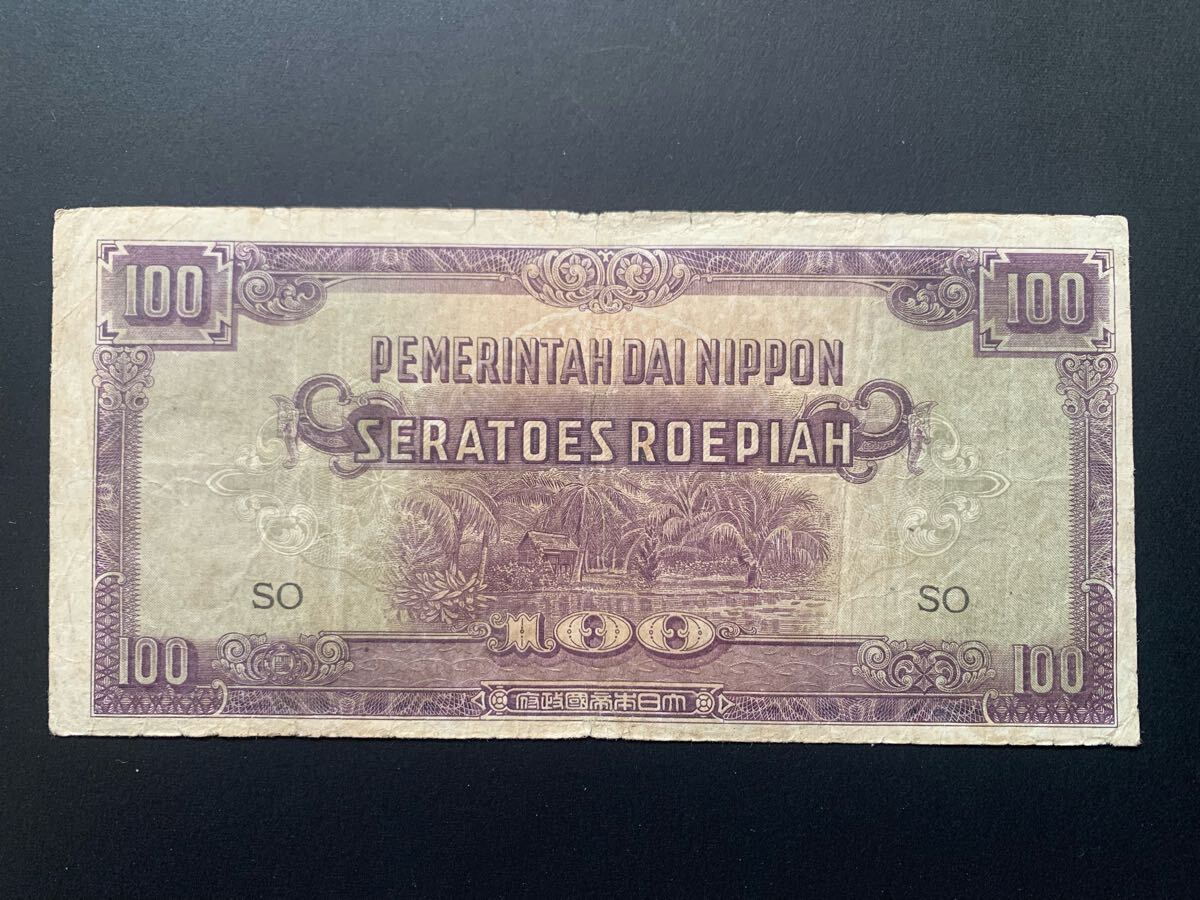 100 100
PEMERINTAH DAI NIPPON
SERATOES ROEPIAH
SO SO
100
100 100
府政國帝本日大